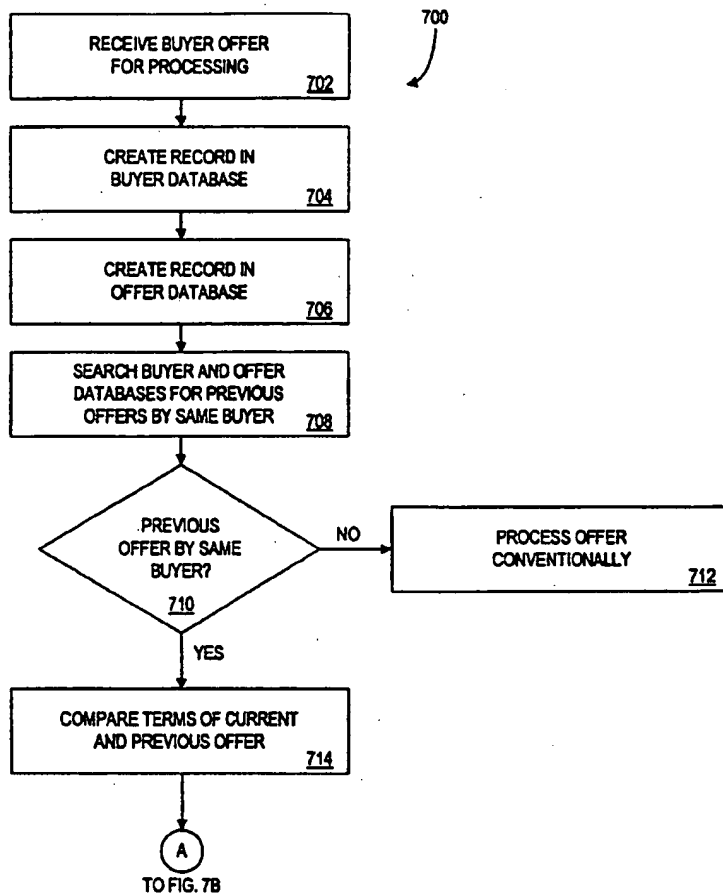 700
RECEIVE BUYER OFFER
FOR PROCESSING
702
CREATE RECORD IN
BUYER DATABASE
704
CREATE RECORD IN
OFFER DATABASE
706
SEARCH BUYER AND OFFER
DATABASES FOR PREVIOUS
OFFERS BY SAME BUYER
708
PREVIOUS
OFFER BY SAME
BUYER?
710
NO
PROCESS OFFER
CONVENTIONALLY
712
YES
COMPARE TERMS OF CURRENT
AND PREVIOUS OFFER
714
A
TO FIG. 7B